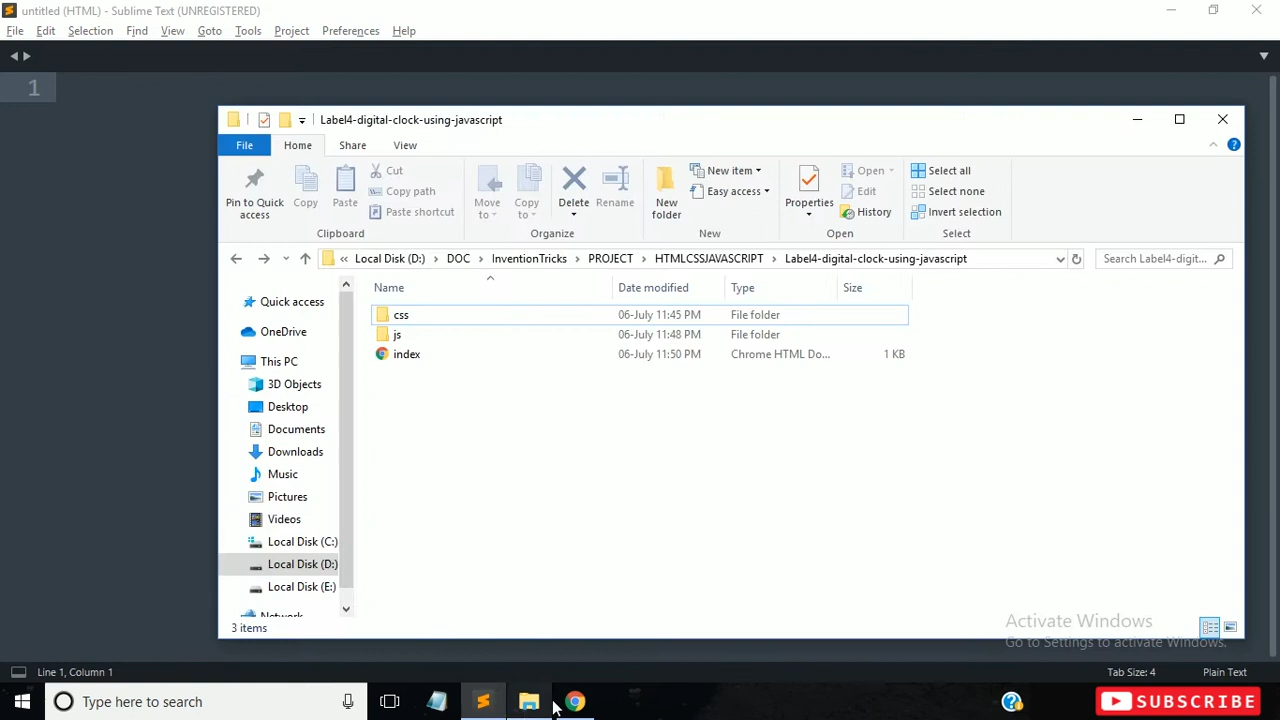 untitled (HTML) - Sublime Text (UNREGISTERED)
File Edit Selection Find View Goto Tools Project Preferences Help
1
Label4-digital-clock-using-javascript
File Home Share View
Pin to Quick access
Copy
Paste
Cut
Copy path
Paste shortcut
Clipboard
Move to
Copy to
Delete
Rename
Organize
New folder
New item
Easy access
New
Properties
Open
Edit
History
Open
Select all
Select none
Invert selection
Select
« Local Disk (D:) > DOC > InventionTricks > PROJECT > HTMLCSSJAVASCRIPT > Label4-digital-clock-using-javascript
Search Label4-digit...
Name Date modified Type Size
css 06-July 11:45 PM File folder
js 06-July 11:48 PM File folder
index 06-July 11:50 PM Chrome HTML Do... 1 KB
Quick access
OneDrive
This PC
3D Objects
Desktop
Documents
Downloads
Music
Pictures
Videos
Local Disk (C:)
Local Disk (D:)
Local Disk (E:)
Network
3 items
Activate Windows
Go to Settings to activate Windows.
Line 1, Column 1
Tab Size: 4
Plain Text
Type here to search
SUBSCRIBE